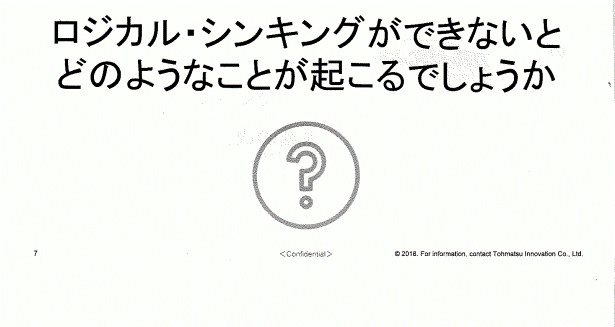 ロジカル・シンキングができないと
どのようなことが起こるでしょうか
?
7
<Confidential>
© 2018. For information, contact Tohmatsu Innovation Co., Ltd.